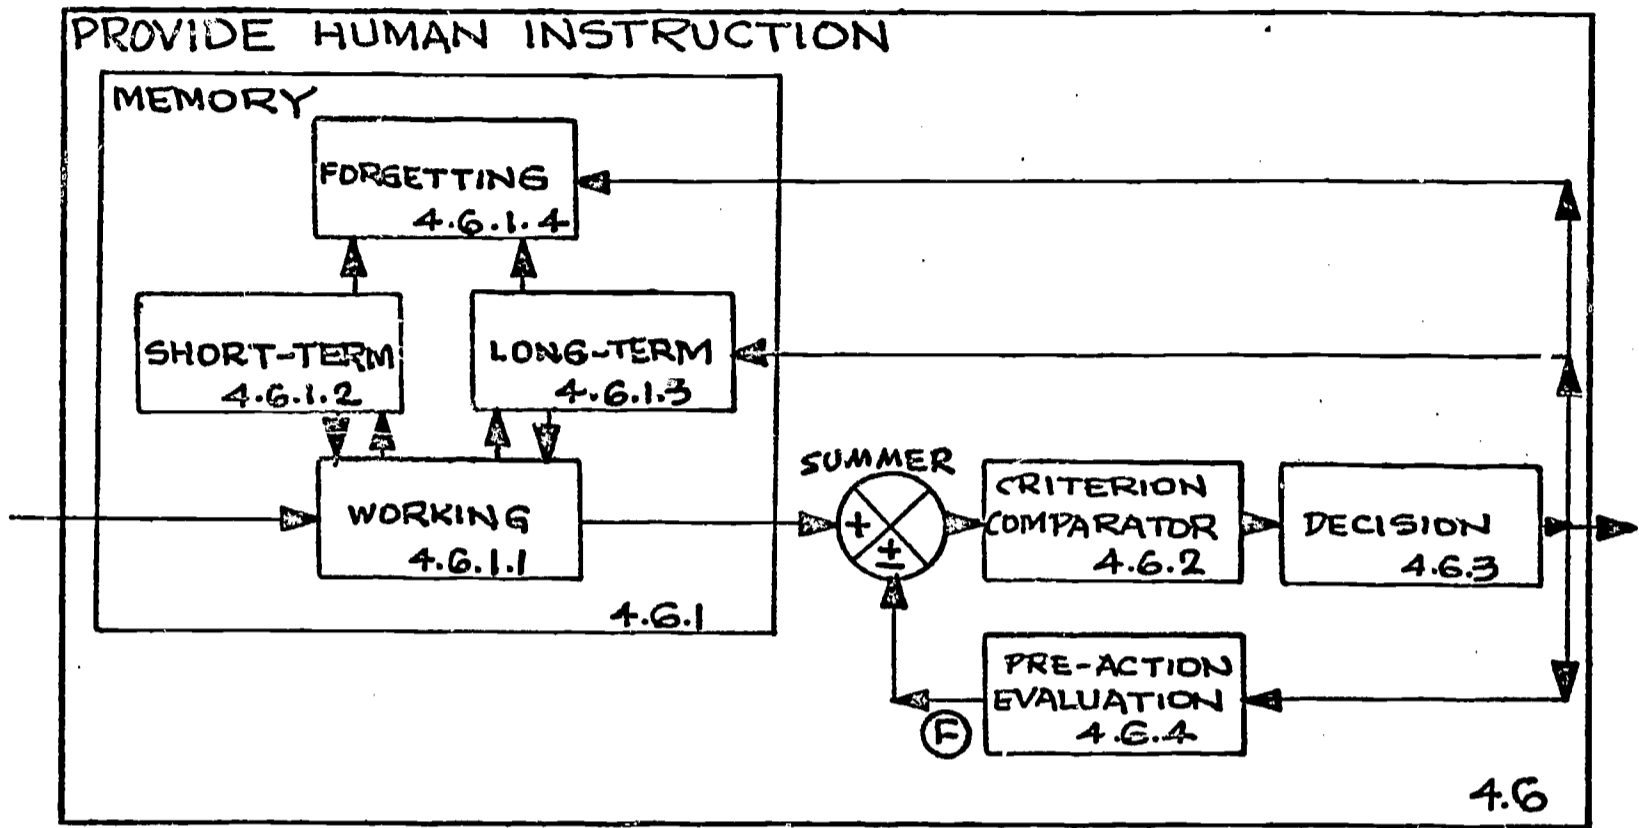 PROVIDE HUMAN INSTRUCTION
MEMORY
FORGETTING
4.6.1.4
SHORT-TERM
4.6.1.2
LONG-TERM
4.6.1.3
WORKING
4.6.1.1
4.6.1
SUMMER
+
±
CRITERION
COMPARATOR
4.6.2
DECISION
4.6.3
PRE-ACTION
EVALUATION
4.6.4
F
4.6